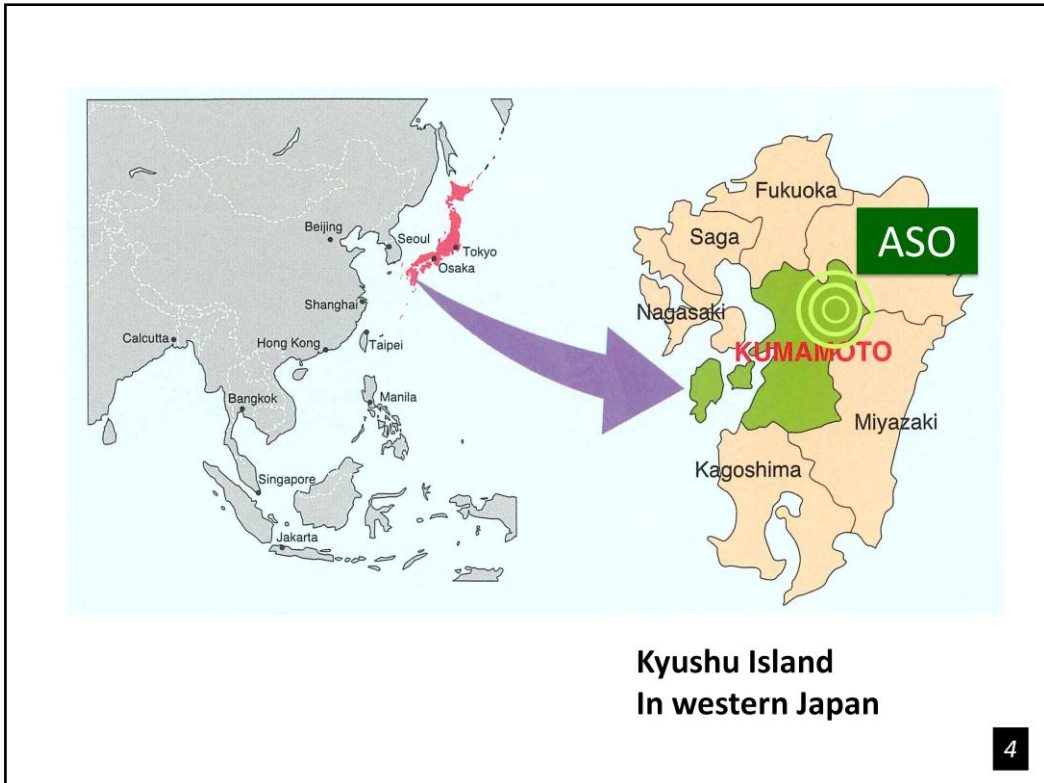 Beijing
Seoul
Tokyo
Osaka
Shanghai
Calcutta
Hong Kong
Taipei
Bangkok
Manila
Singapore
Jakarta
Fukuoka
Saga
ASO
Nagasaki
KUMAMOTO
Miyazaki
Kagoshima
Kyushu Island
In western Japan
4